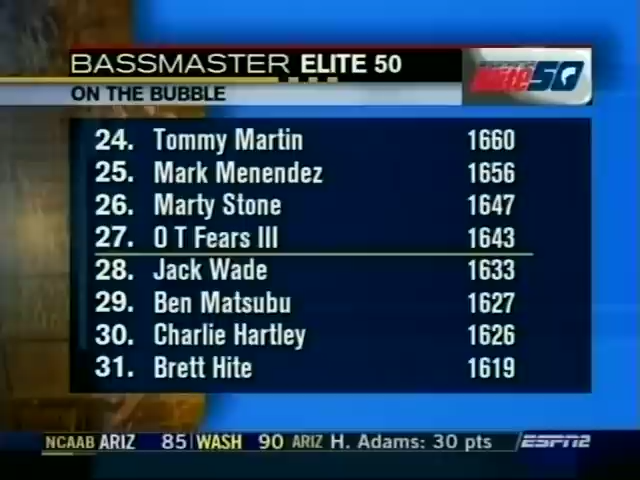 BASSMASTER ELITE 50
elite50
ON THE BUBBLE
24. Tommy Martin 1660
25. Mark Menendez 1656
26. Marty Stone 1647
27. O T Fears III 1643
28. Jack Wade 1633
29. Ben Matsubu 1627
30. Charlie Hartley 1626
31. Brett Hite 1619
NCAAB ARIZ 85 WASH 90 ARIZ H. Adams: 30 pts ESPN2